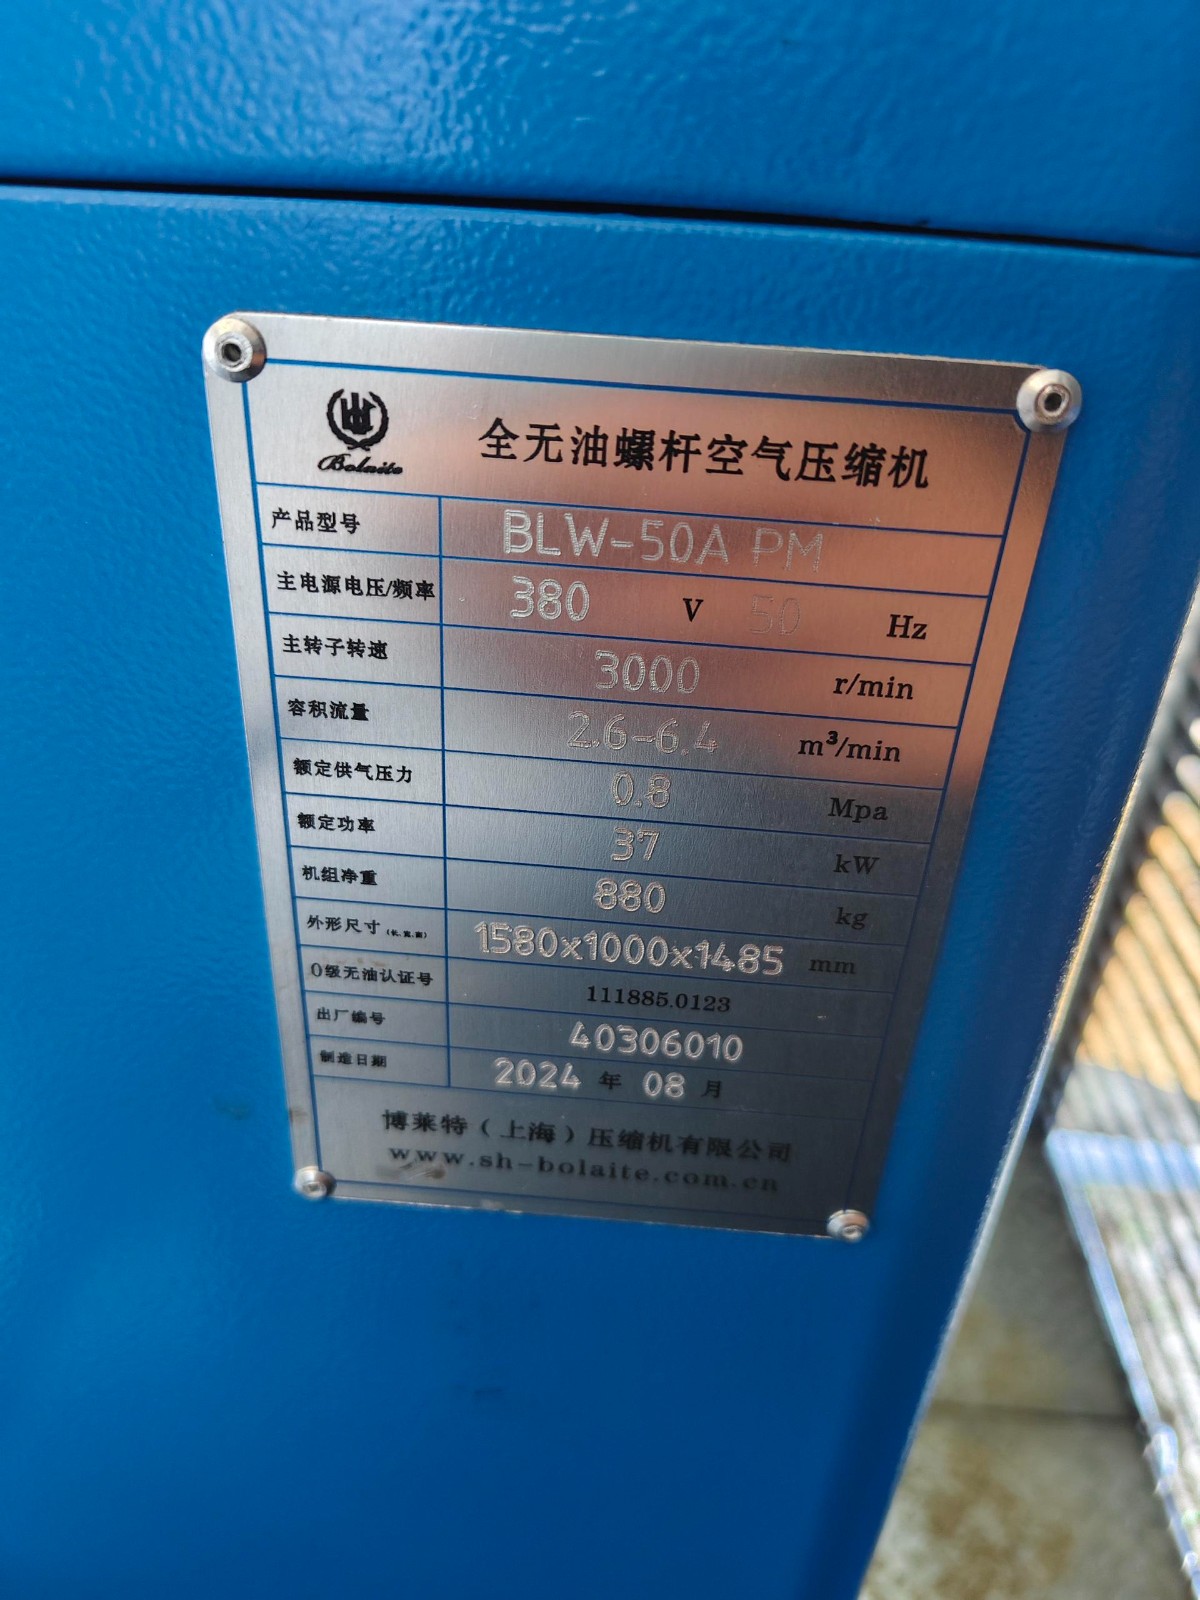 Bolaite
全无油螺杆空气压缩机
产品型号 BLW-50A PM
主电源电压/频率 380 V 50 Hz
主转子转速 3000 r/min
容积流量 2.6-6.4 m³/min
额定供气压力 0.8 Mpa
额定功率 37 kW
机组净重 880 kg
外形尺寸(长.宽.高) 1580x1000x1485 mm
0级无油认证号 111885.0123
出厂编号 40306010
制造日期 2024 年 08 月
博莱特（上海）压缩机有限公司
www.sh-bolaite.com.cn